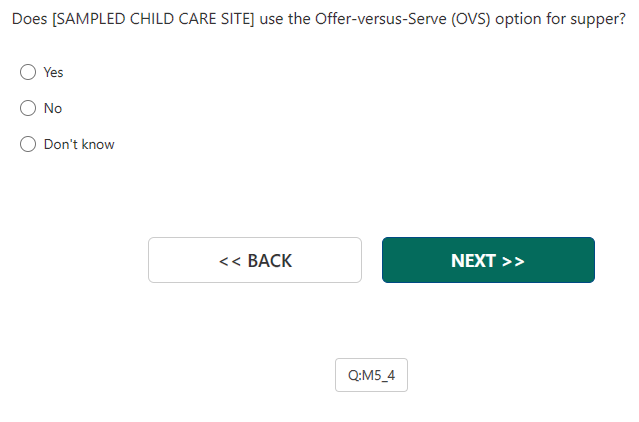 Does [SAMPLED CHILD CARE SITE] use the Offer-versus-Serve (OVS) option for supper?
Yes
No
Don't know
<< BACK
NEXT >>
Q:M5_4